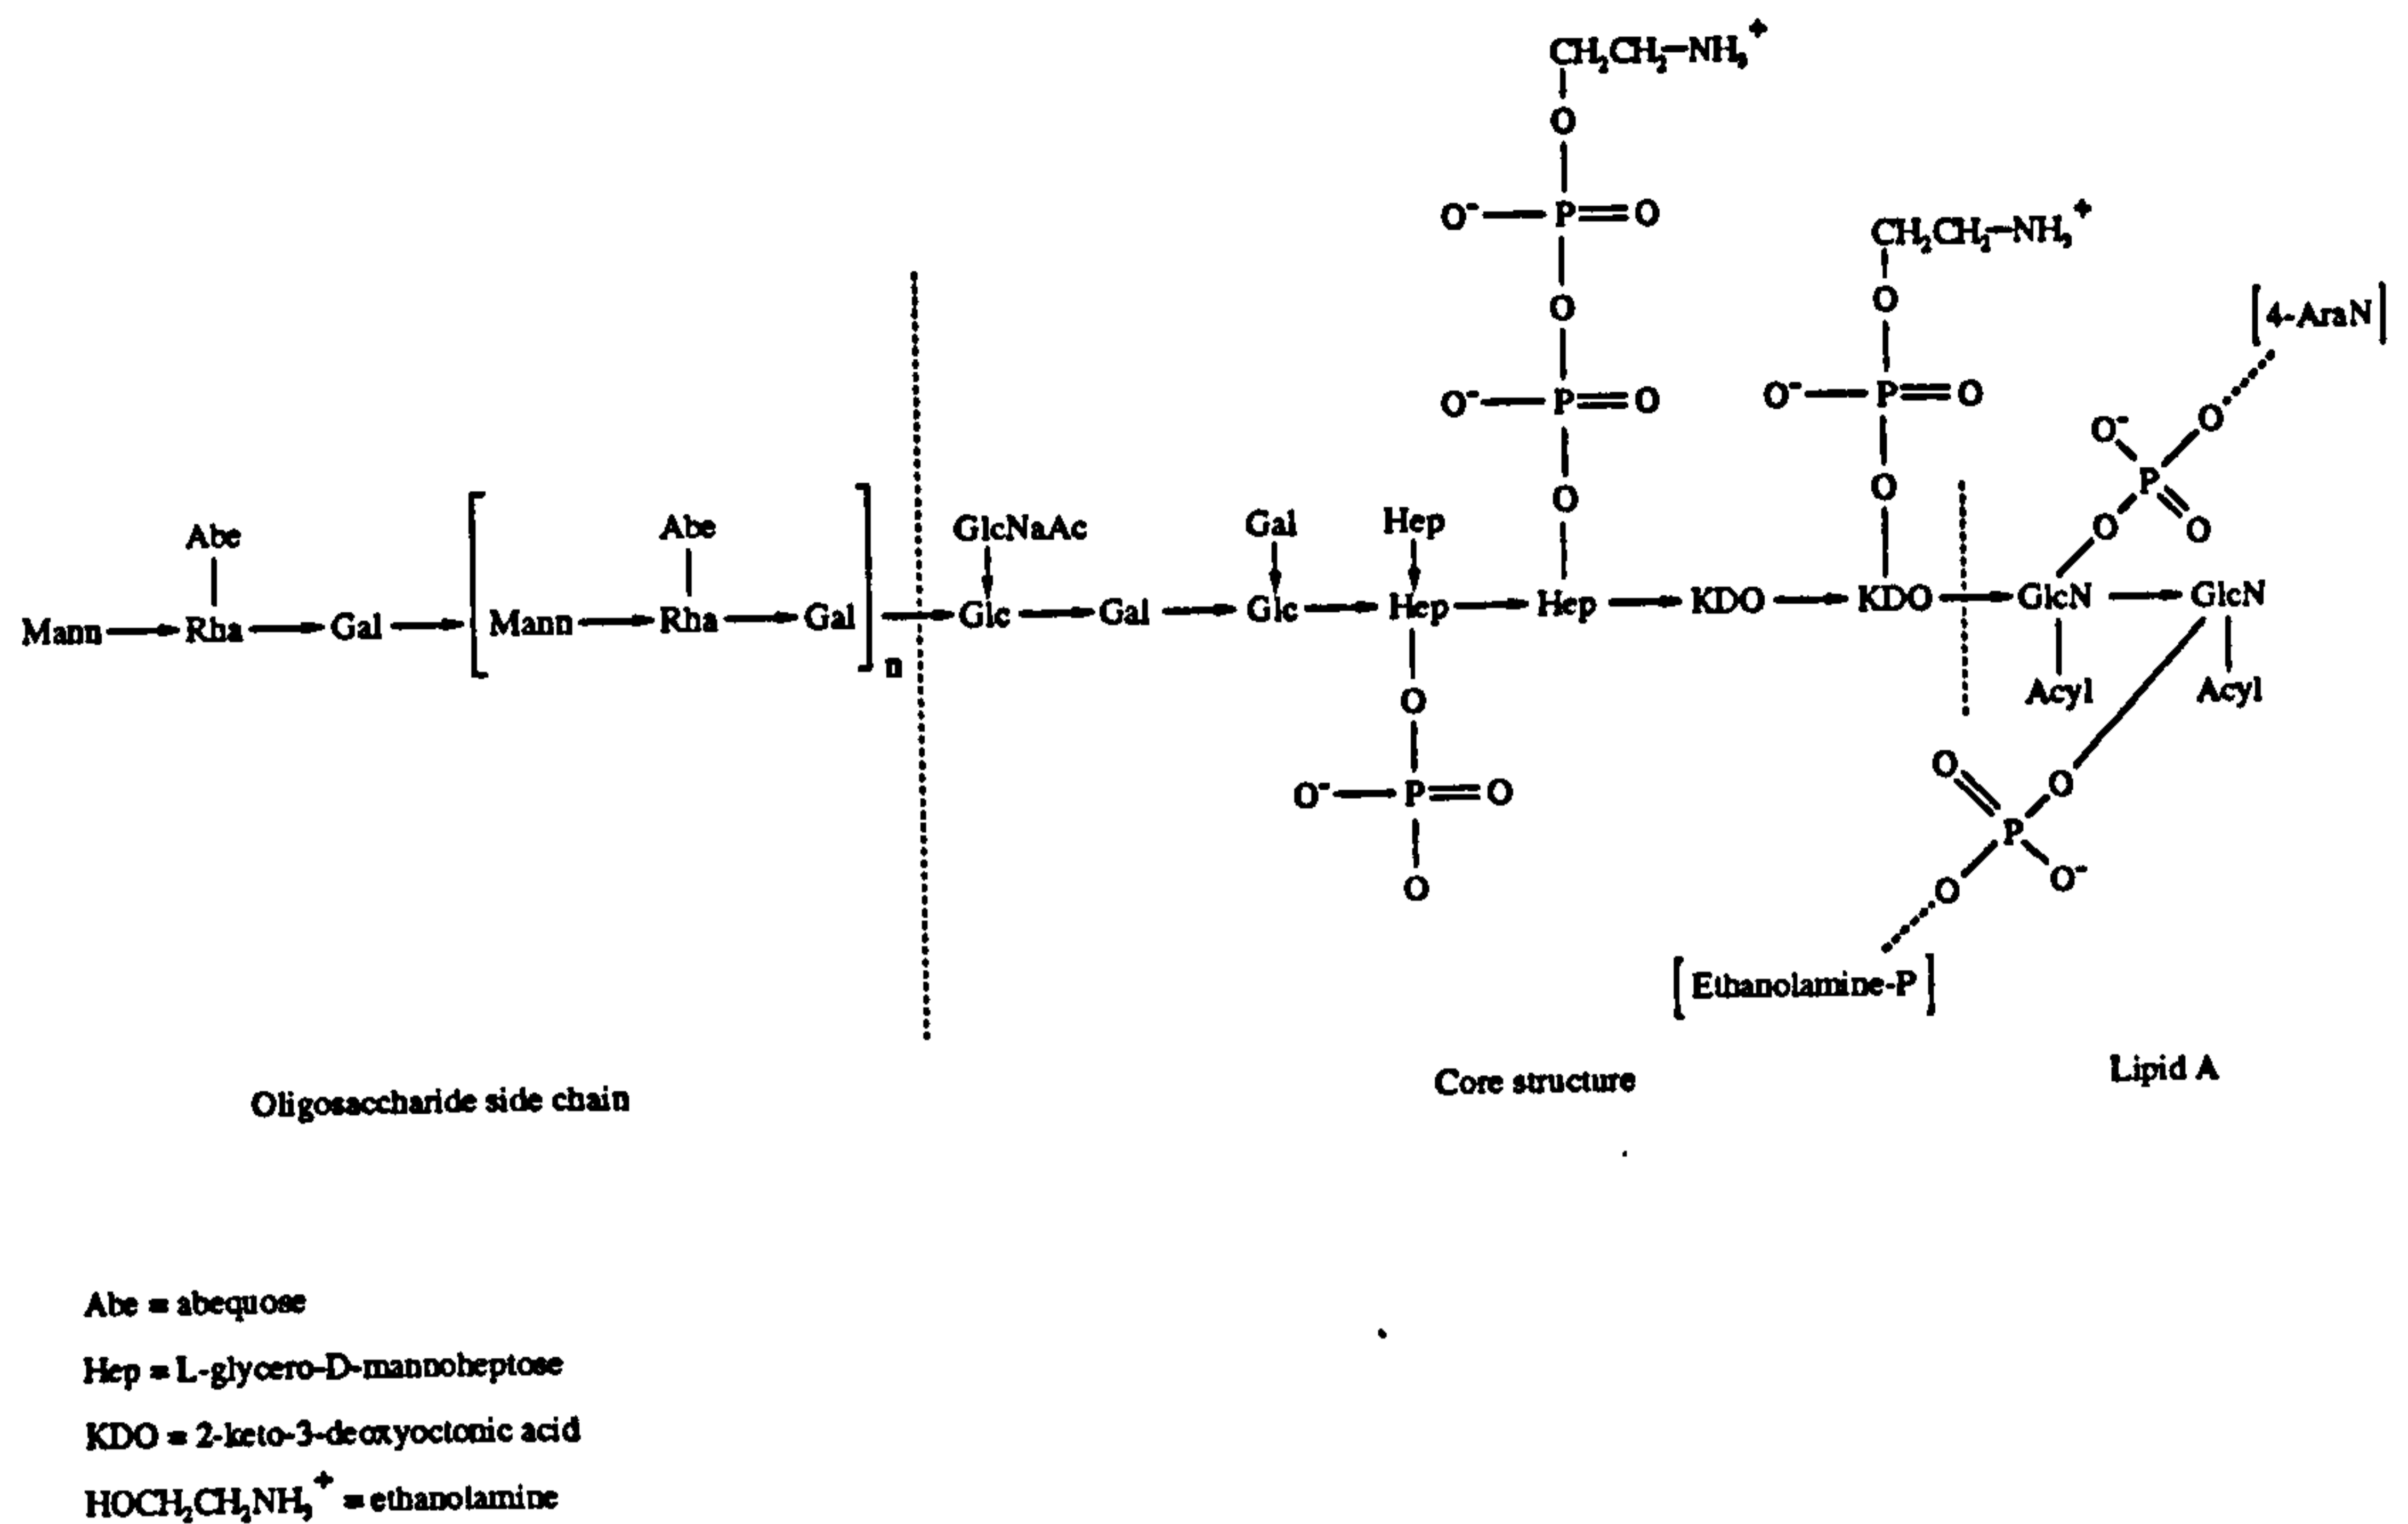 CH₂CH₂—NH₃⁺
O
O⁻ P O
CH₂CH₂—NH₃⁺
O
O
[4-AraN]
O⁻ P O
O⁻ P O
O⁻ O
P
O
O
O O
Abe
Abe
GlcNaAc
Gal
Hep
Mann Rha Gal [Mann Rha Gal]n Glc Gal Glc Hep Hep KDO KDO GlcN GlcN
Acyl
Acyl
O
O⁻ P O
O
O
O
P
O⁻
O
[Ethanolamine-P]
Oligosaccharide side chain
Core structure
Lipid A
Abe = abequose
Hep = L-glycero-D-mannoheptose
KDO = 2-keto-3-deoxyoctonic acid
HOCH₂CH₂NH₃⁺ = ethanolamine